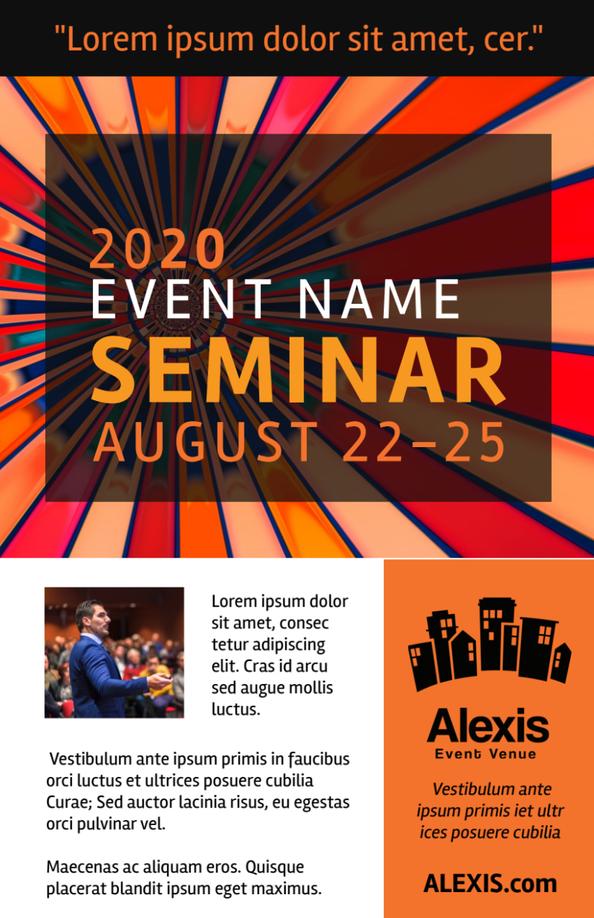 "Lorem ipsum dolor sit amet, cer."
2020
EVENT NAME
SEMINAR
AUGUST 22–25
Lorem ipsum dolor
sit amet, consec
tetur adipiscing
elit. Cras id arcu
sed augue mollis
luctus.
Vestibulum ante ipsum primis in faucibus
orci luctus et ultrices posuere cubilia
Curae; Sed auctor lacinia risus, eu egestas
orci pulvinar vel.
Maecenas ac aliquam eros. Quisque
placerat blandit ipsum eget maximus.
Alexis
Event Venue
Vestibulum ante
ipsum primis iet ultr
ices posuere cubilia
ALEXIS.com